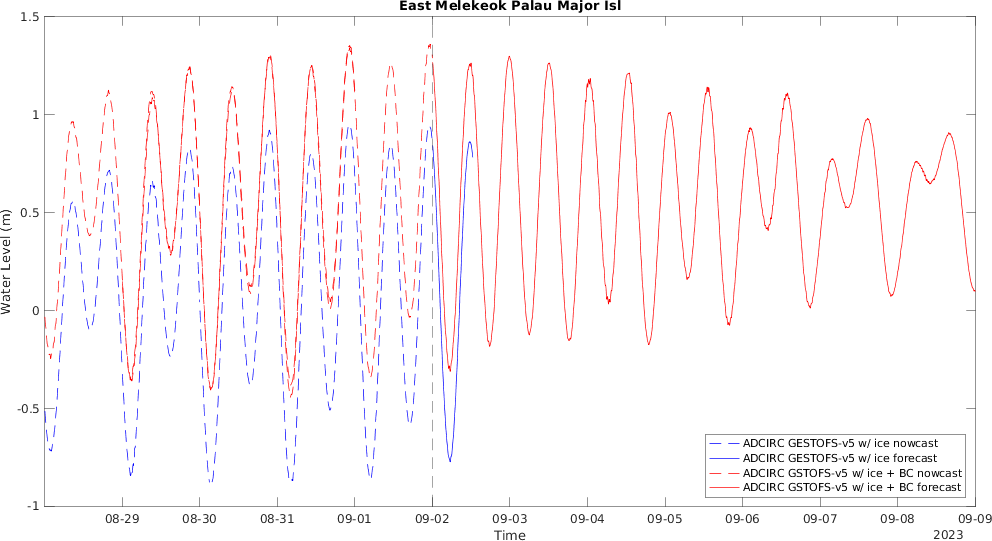 East Melekeok Palau Major Isl
Water Level (m)
1.5
1
0.5
0
-0.5
-1
08-29 08-30 08-31 09-01 09-02 09-03 09-04 09-05 09-06 09-07 09-08 09-09
Time
2023
ADCIRC GESTOFS-v5 w/ ice nowcast
ADCIRC GESTOFS-v5 w/ ice forecast
ADCIRC GSTOFS-v5 w/ ice + BC nowcast
ADCIRC GSTOFS-v5 w/ ice + BC forecast